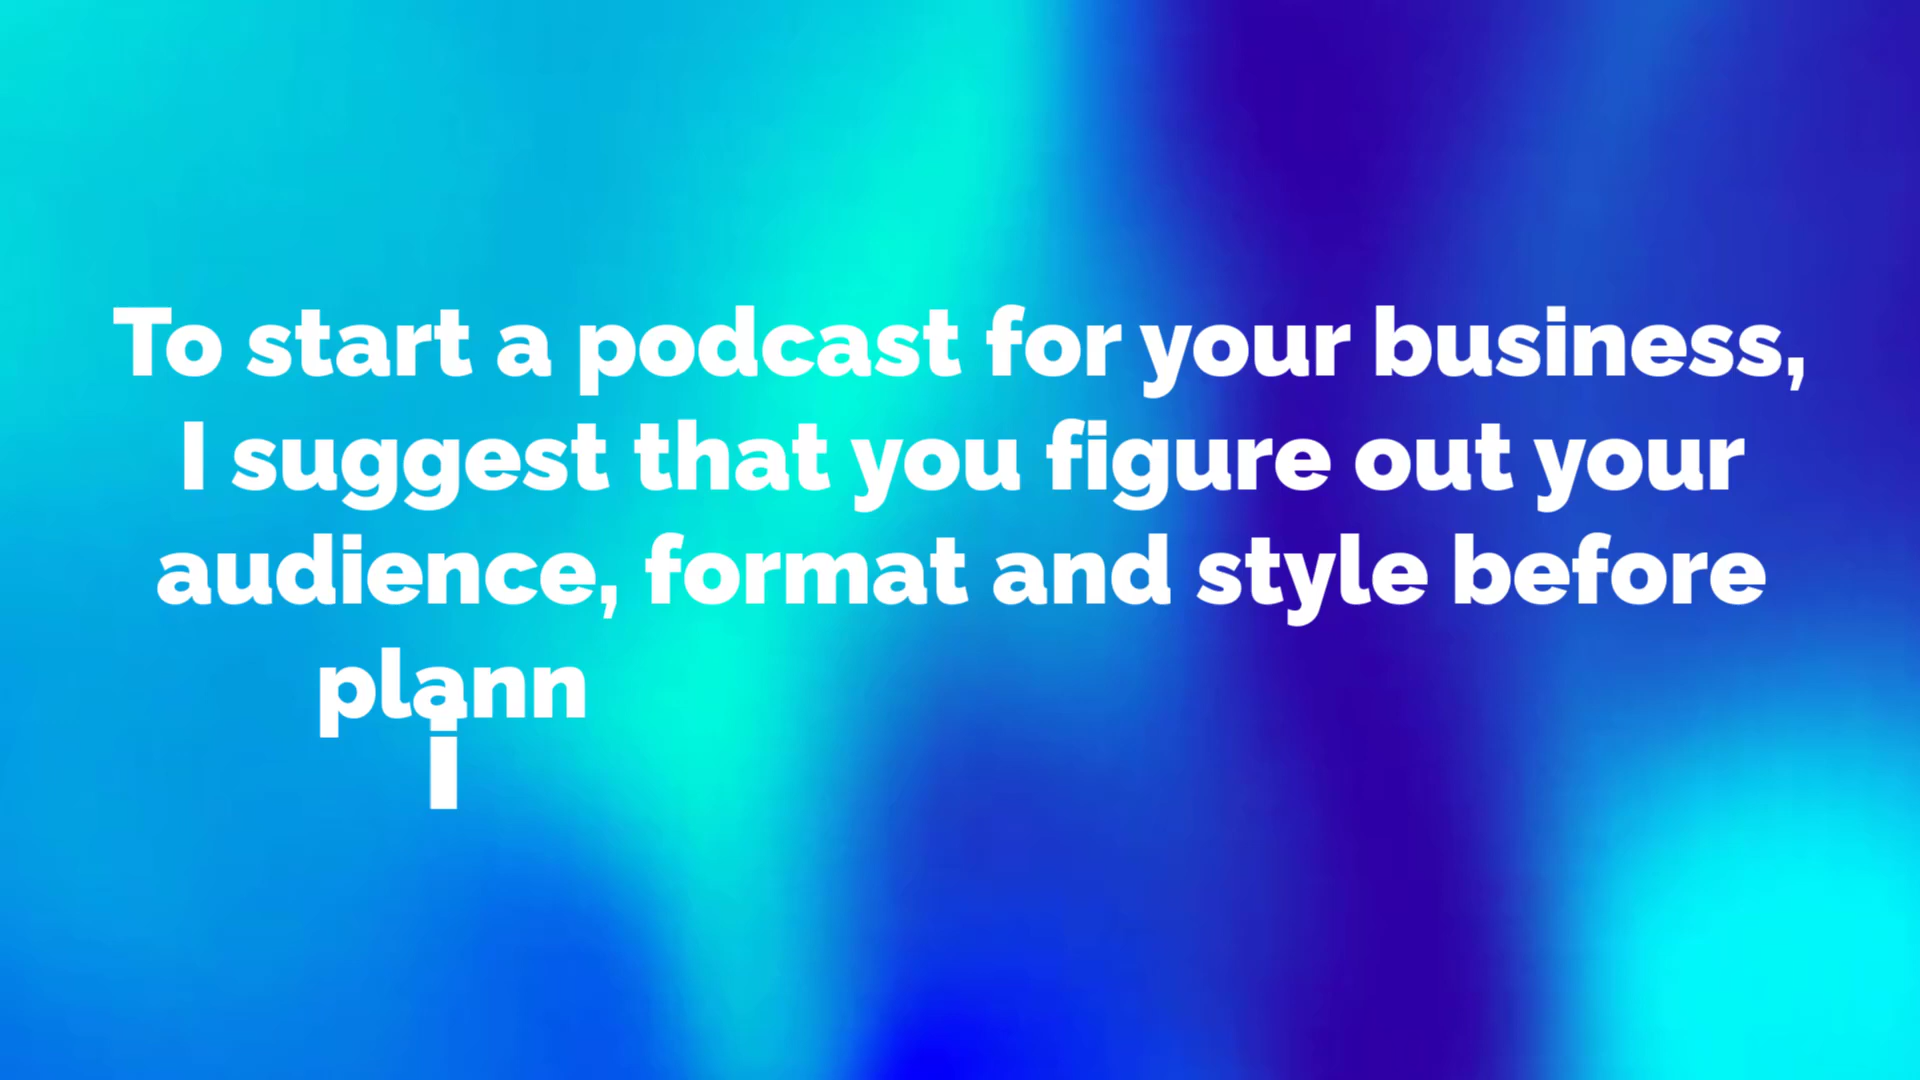 To start a podcast for your business,
I suggest that you figure out your
audience, format and style before
plann
i